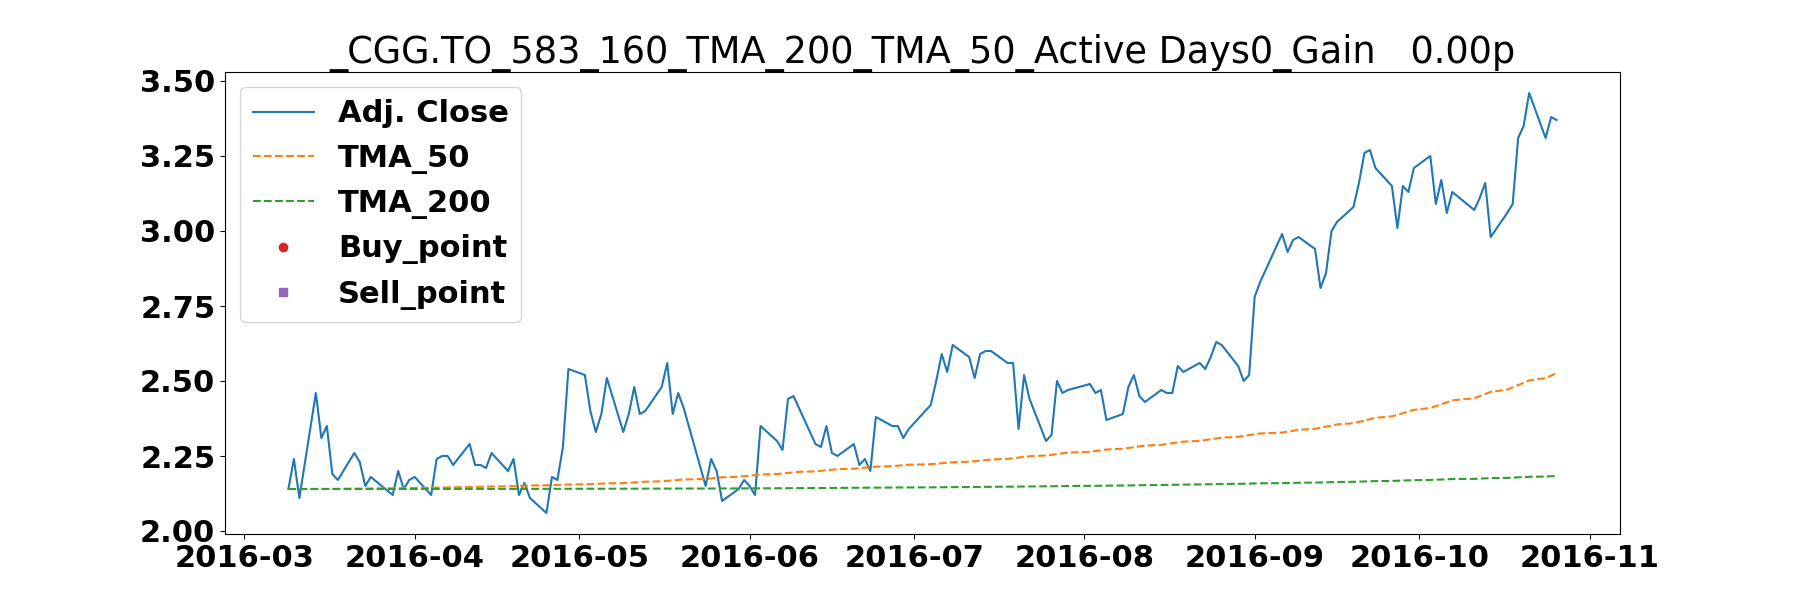 _CGG.TO_583_160_TMA_200_TMA_50_Active Days0_Gain   0.00p
3.50
3.25
3.00
2.75
2.50
2.25
2.00
Adj. Close
TMA_50
TMA_200
Buy_point
Sell_point
2016-03 2016-04 2016-05 2016-06 2016-07 2016-08 2016-09 2016-10 2016-11